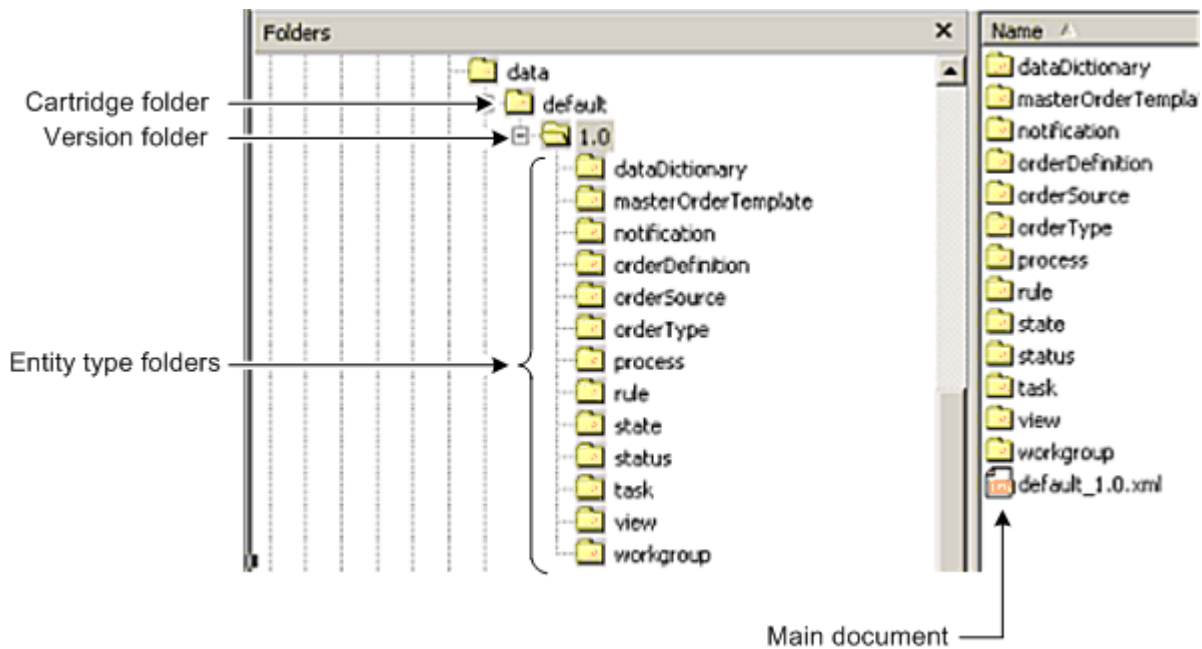 Folders
data
Cartridge folder
default
Version folder
1.0
dataDictionary
masterOrderTemplate
notification
orderDefinition
orderSource
orderType
Entity type folders
process
rule
state
status
task
view
workgroup
Name
dataDictionary
masterOrderTempla
notification
orderDefinition
orderSource
orderType
process
rule
state
status
task
view
workgroup
default_1.0.xml
Main document